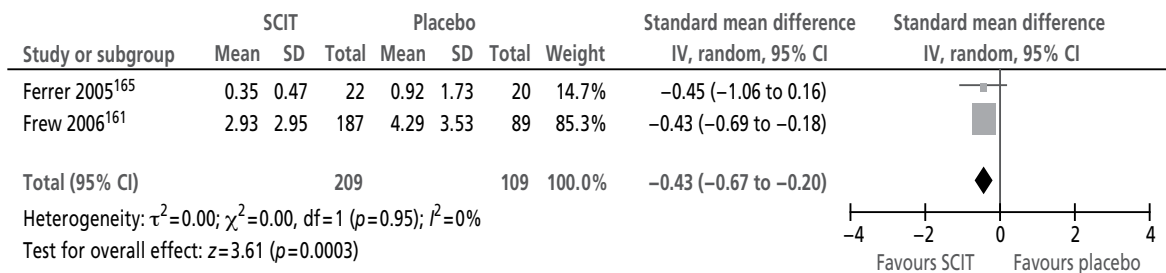 SCIT Placebo Standard mean difference Standard mean difference
Study or subgroup Mean SD Total Mean SD Total Weight IV, random, 95% CI IV, random, 95% CI
Ferrer 2005¹⁶⁵ 0.35 0.47 22 0.92 1.73 20 14.7% −0.45 (−1.06 to 0.16)
Frew 2006¹⁶¹ 2.93 2.95 187 4.29 3.53 89 85.3% −0.43 (−0.69 to −0.18)
Total (95% CI) 209 109 100.0% −0.43 (−0.67 to −0.20)
Heterogeneity: τ²=0.00; χ²=0.00, df=1 (p=0.95); I²=0%
Test for overall effect: z=3.61 (p=0.0003)
−4 −2 0 2 4
Favours SCIT Favours placebo